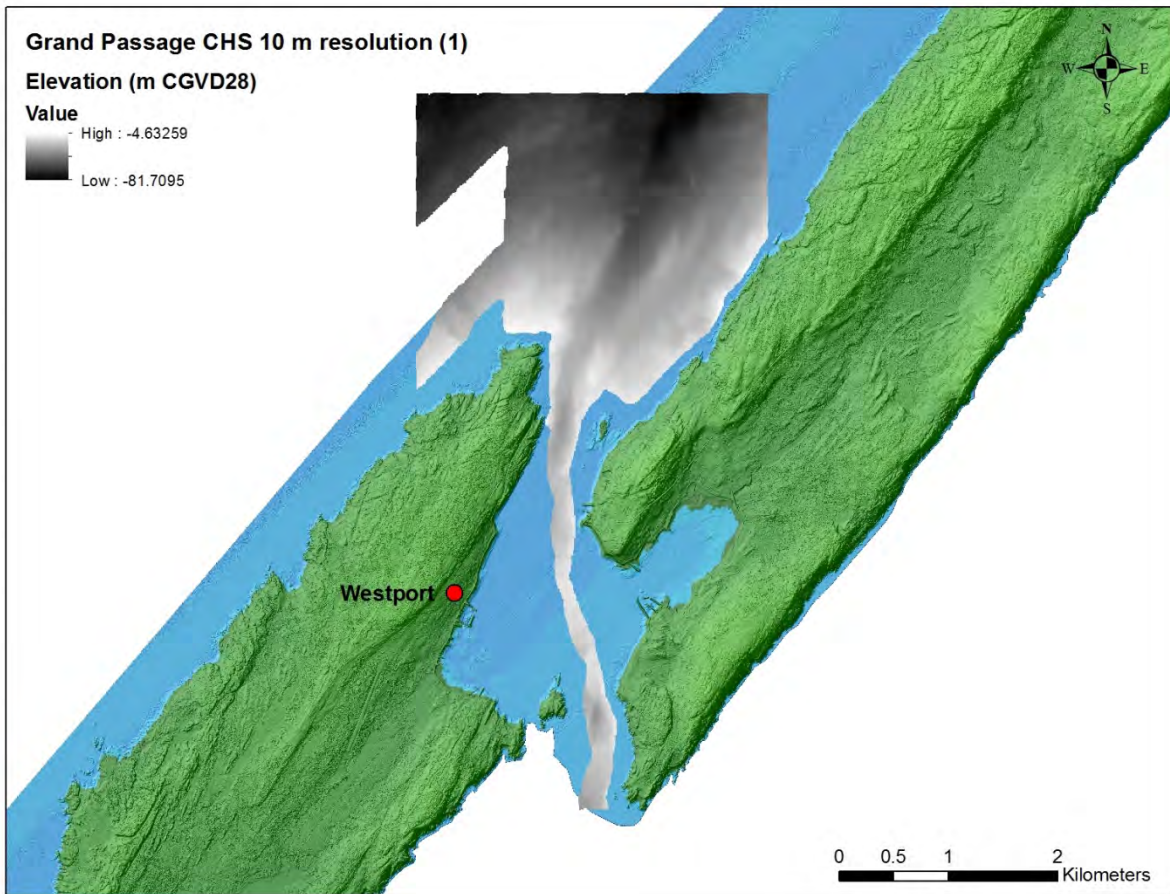 Grand Passage CHS 10 m resolution (1)
Elevation (m CGVD28)
Value
High : -4.63259
Low : -81.7095
N
W E
S
Westport
0 0.5 1 2
Kilometers